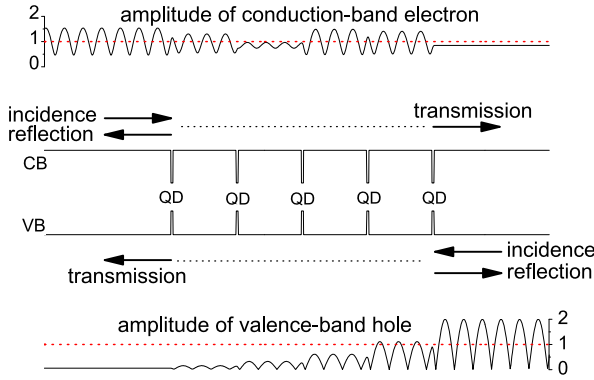 amplitude of conduction-band electron
2
1
0
incidence
reflection
transmission
CB
QD QD QD QD QD
VB
transmission
incidence
reflection
amplitude of valence-band hole
2
1
0